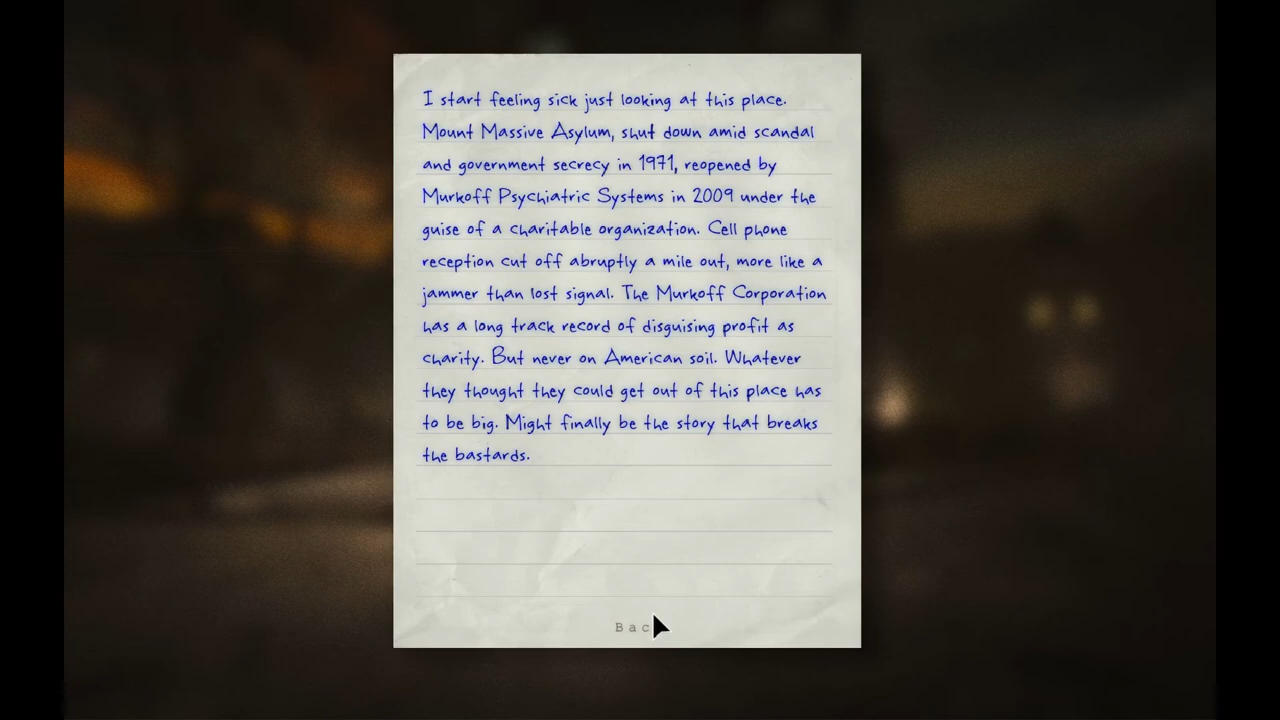 I start feeling sick just looking at this place.
Mount Massive Asylum, shut down amid scandal
and government secrecy in 1971, reopened by
Murkoff Psychiatric Systems in 2009 under the
guise of a charitable organization. Cell phone
reception cut off abruptly a mile out, more like a
jammer than lost signal. The Murkoff Corporation
has a long track record of disguising profit as
charity. But never on American soil. Whatever
they thought they could get out of this place has
to be big. Might finally be the story that breaks
the bastards.
Bac